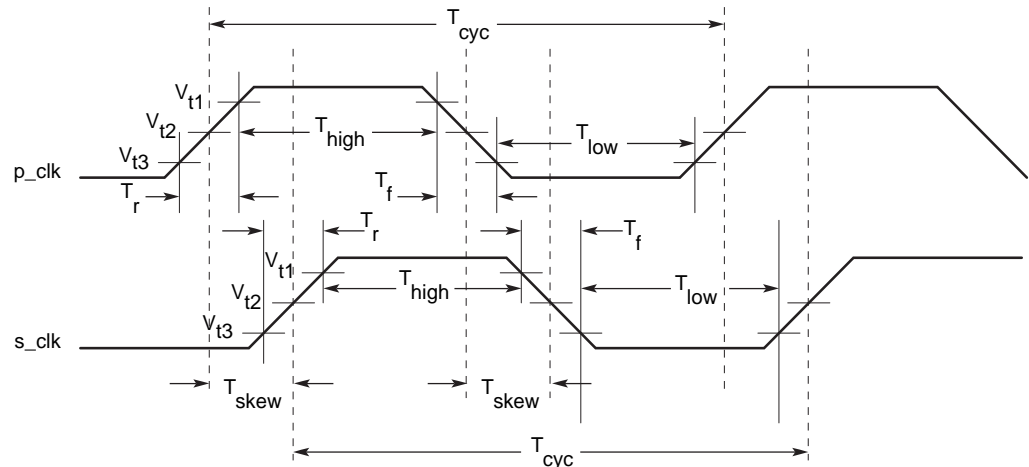 T_cyc
V_t1
V_t2
T_high
T_low
V_t3
p_clk
T_r
T_f
T_r
T_f
V_t1
V_t2
T_high
T_low
V_t3
s_clk
T_skew
T_skew
T_cyc